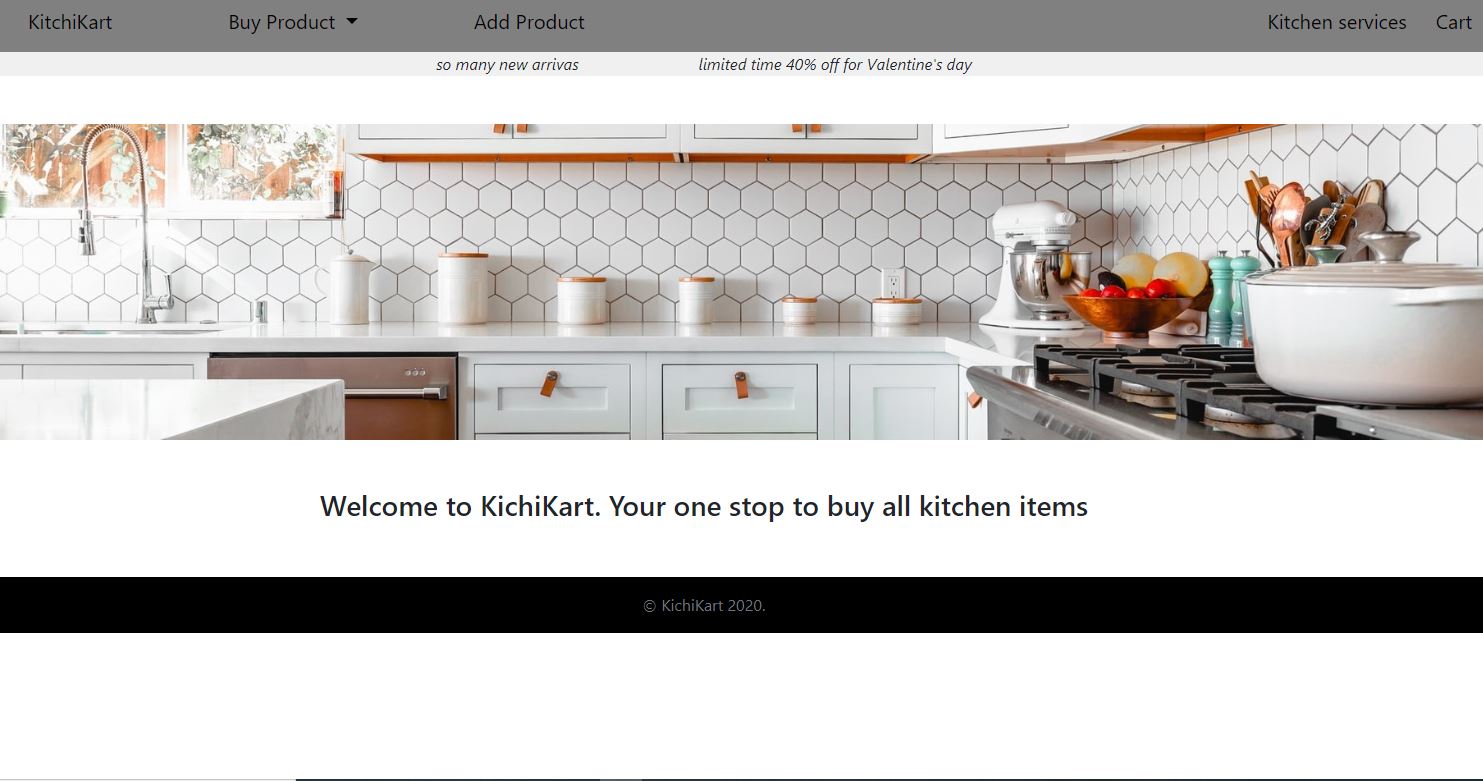 KitchiKart Buy Product Add Product Kitchen services Cart
so many new arrivas limited time 40% off for Valentine's day
Welcome to KichiKart. Your one stop to buy all kitchen items
© KichiKart 2020.